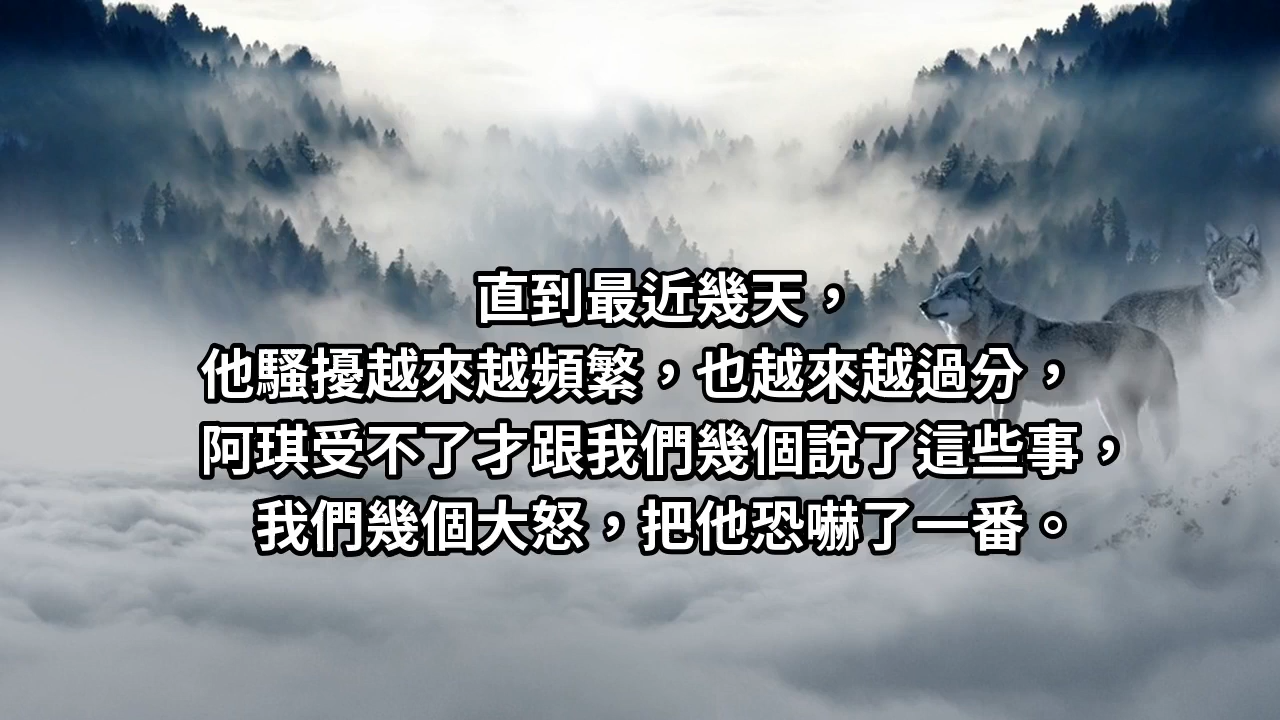 直到最近幾天，
他騷擾越來越頻繁，也越來越過分，
阿琪受不了才跟我們幾個說了這些事，
我們幾個大怒，把他恐嚇了一番。